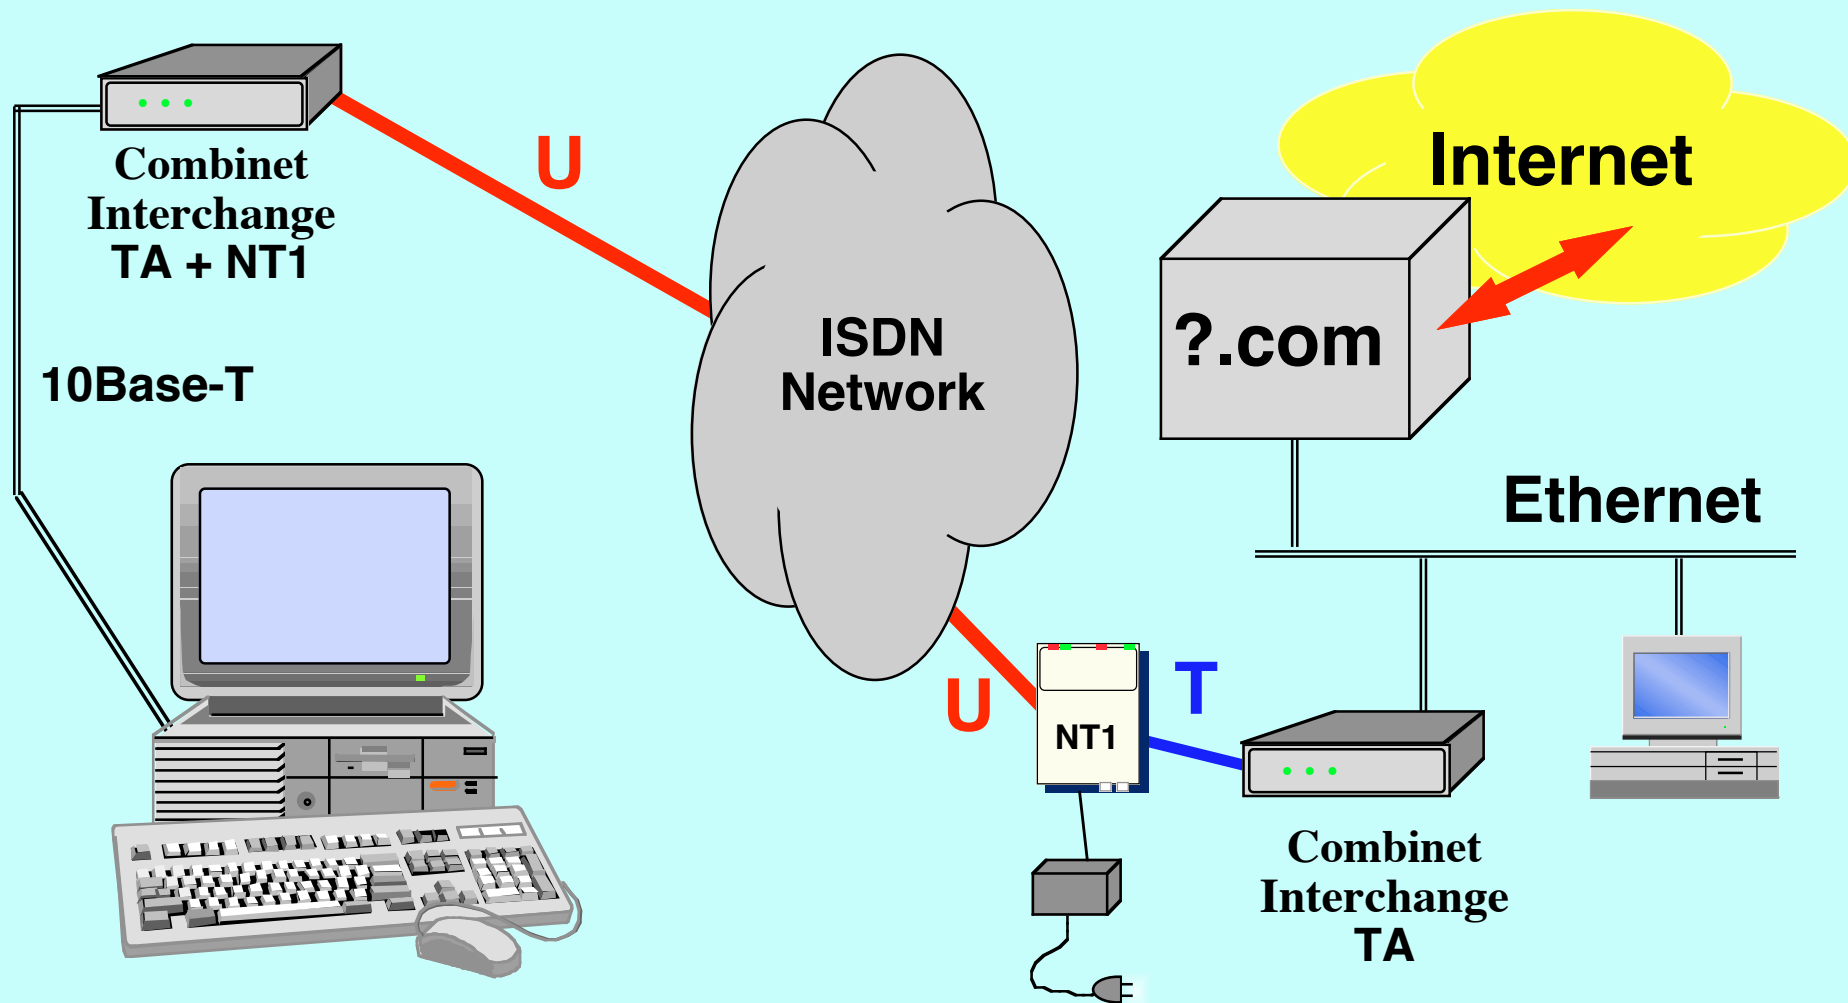 Combinet
Interchange
TA + NT1
U
10Base-T
ISDN
Network
Internet
?.com
Ethernet
U
NT1
T
Combinet
Interchange
TA